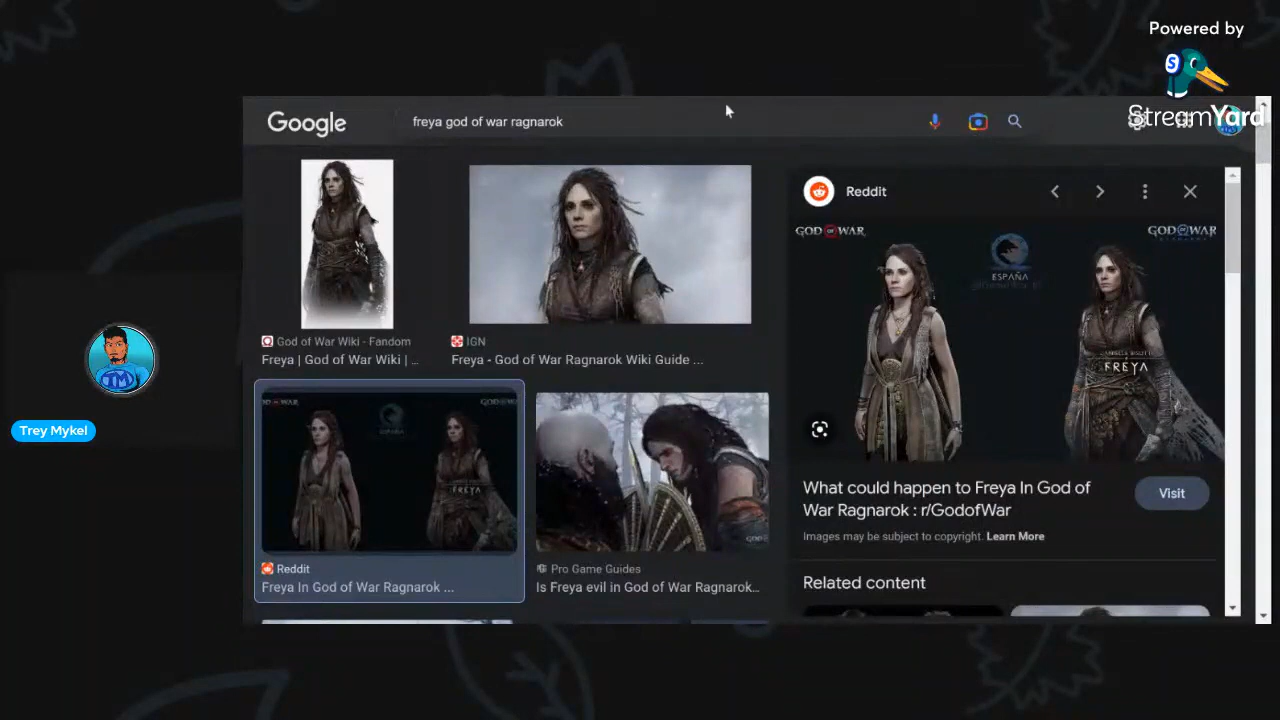 Powered by
StreamYard
Google
freya god of war ragnarok
Reddit
GOD OF WAR
GOD OF WAR
ESPAÑA
FREYA
God of War Wiki - Fandom
Freya | God of War Wiki | ...
IGN
Freya - God of War Ragnarok Wiki Guide ...
TM
Trey Mykel
FREYA
What could happen to Freya In God of
War Ragnarok : r/GodofWar
Visit
Images may be subject to copyright. Learn More
Reddit
Freya In God of War Ragnarok ...
Pro Game Guides
Is Freya evil in God of War Ragnarok...
Related content